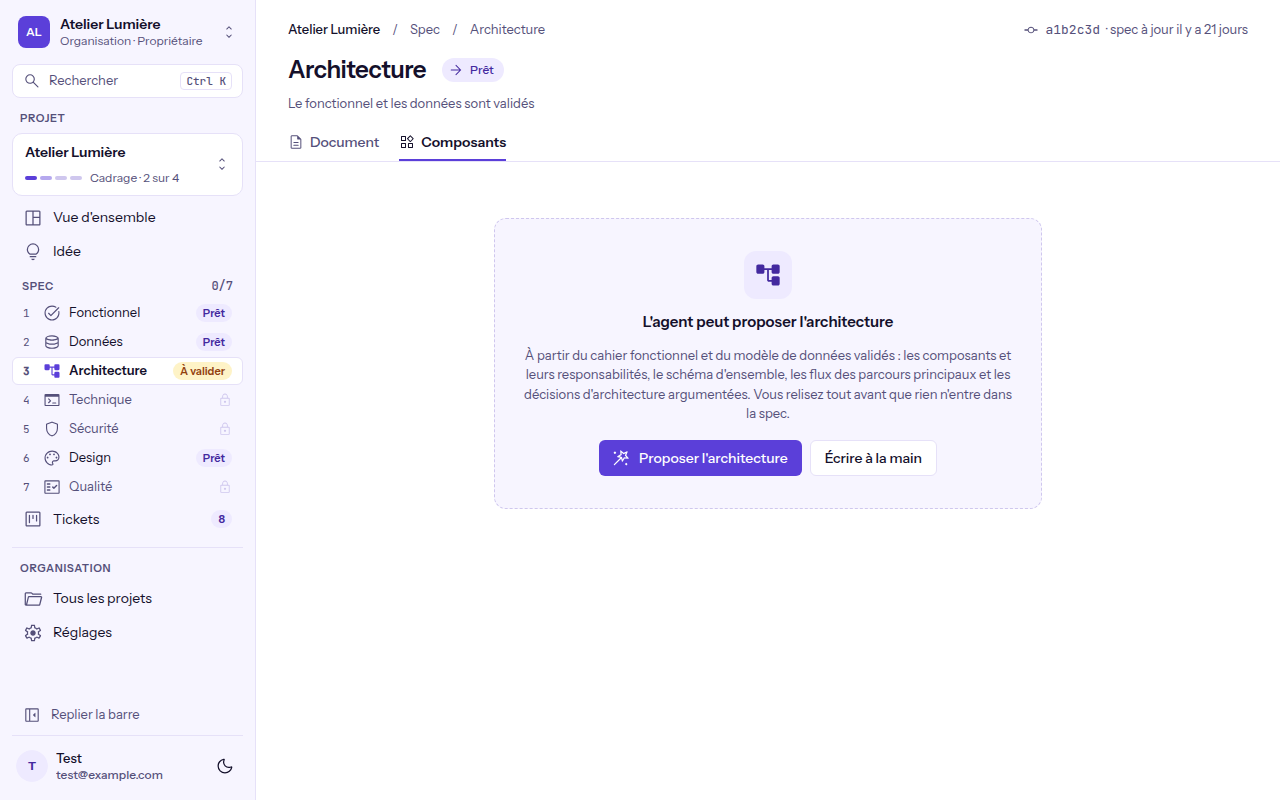 AL
Atelier Lumière
Organisation · Propriétaire
Rechercher
Ctrl K
PROJET
Atelier Lumière
Cadrage · 2 sur 4
Vue d'ensemble
Idée
SPEC 0/7
1 Fonctionnel Prêt
2 Données Prêt
3 Architecture À valider
4 Technique
5 Sécurité
6 Design Prêt
7 Qualité
Tickets 8
ORGANISATION
Tous les projets
Réglages
Replier la barre
T
Test
test@example.com
Atelier Lumière / Spec / Architecture
a1b2c3d · spec à jour il y a 21 jours
Architecture
Prêt
Le fonctionnel et les données sont validés
Document
Composants
L'agent peut proposer l'architecture
À partir du cahier fonctionnel et du modèle de données validés : les composants et
leurs responsabilités, le schéma d'ensemble, les flux des parcours principaux et les
décisions d'architecture argumentées. Vous relisez tout avant que rien n'entre dans
la spec.
Proposer l'architecture
Écrire à la main